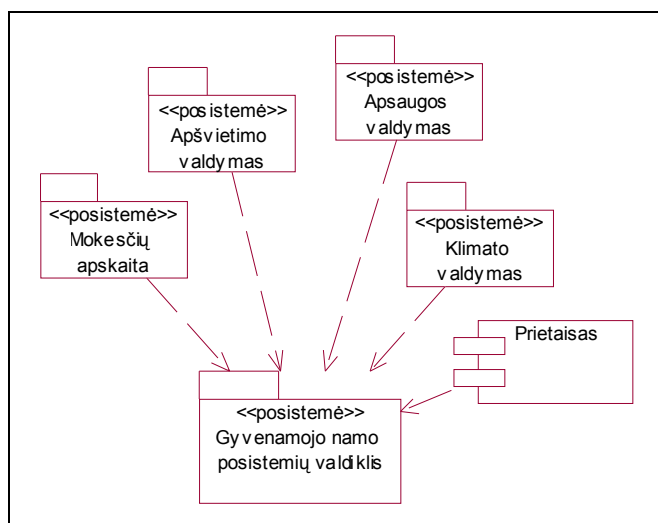 <<posistemė>>
Apsaugos
valdymas
<<posistemė>>
Apšvietimo
valdymas
<<posistemė>>
Mokesčių
apskaita
<<posistemė>>
Klimato
valdymas
Prietaisas
<<posistemė>>
Gyvenamojo namo
posistemių valdiklis